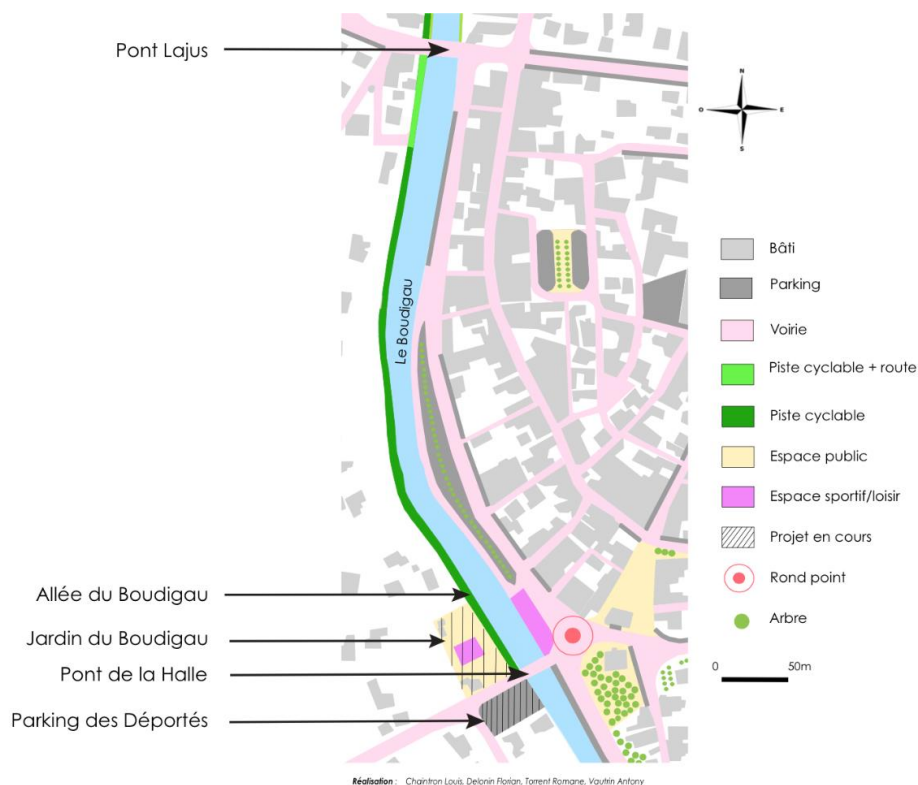 Pont Lajus
Le Boudigau
Allée du Boudigau
Jardin du Boudigau
Pont de la Halle
Parking des Déportés
N
O
E
S
Bâti
Parking
Voirie
Piste cyclable + route
Piste cyclable
Espace public
Espace sportif/loisir
Projet en cours
Rond point
Arbre
0 50m
Réalisation : Chaintron Louis, Delonin Florian, Torrent Romane, Vautrin Antony